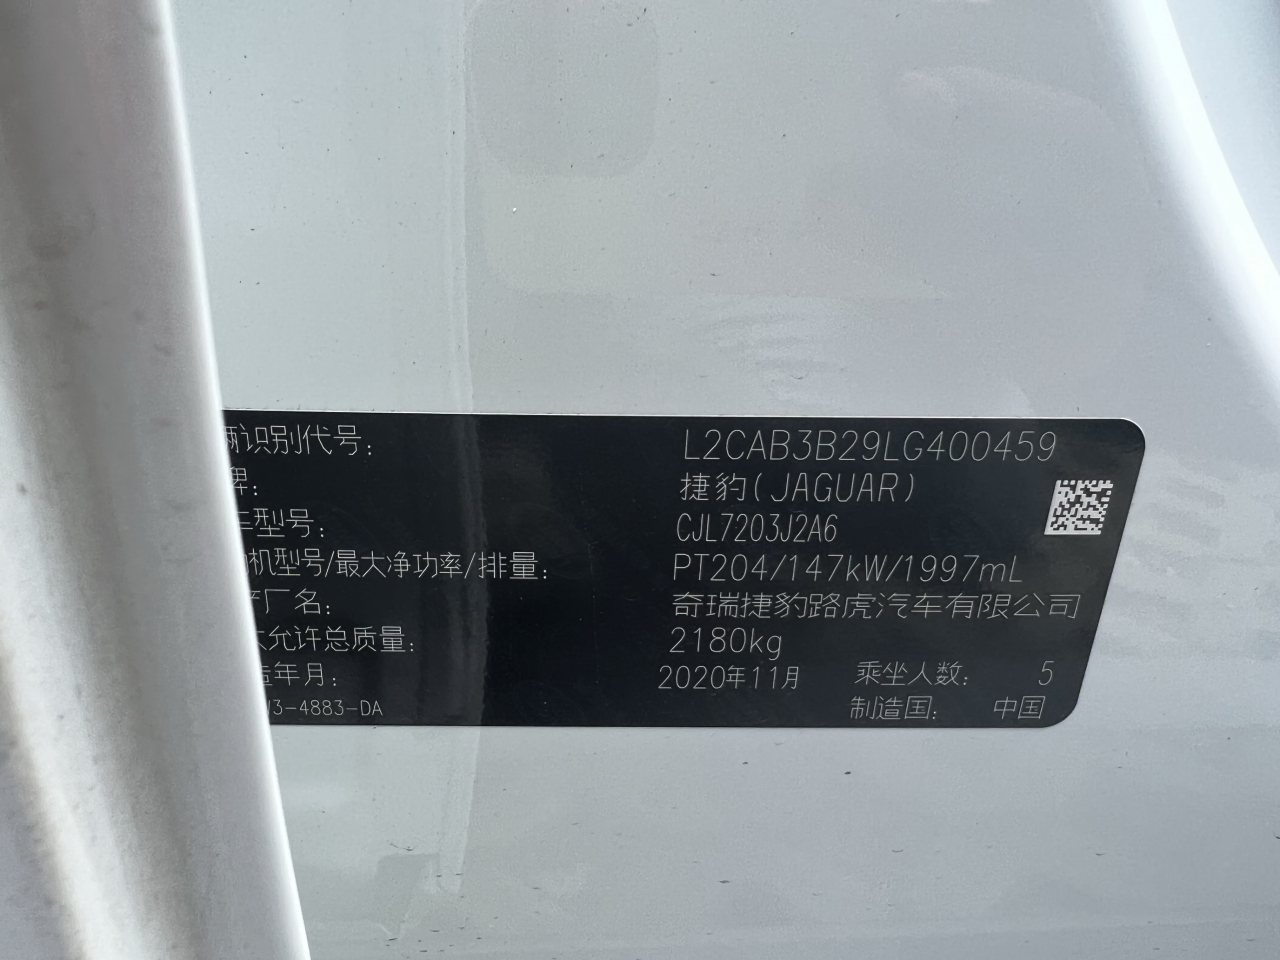 辆识别代号: L2CAB3B29LG400459
牌: 捷豹(JAGUAR)
车型号: CJL7203J2A6
动机型号/最大净功率/排量: PT204/147kW/1997mL
产厂名: 奇瑞捷豹路虎汽车有限公司
大允许总质量: 2180kg
造年月: 2020年11月 乘坐人数: 5
W3-4883-DA 制造国: 中国